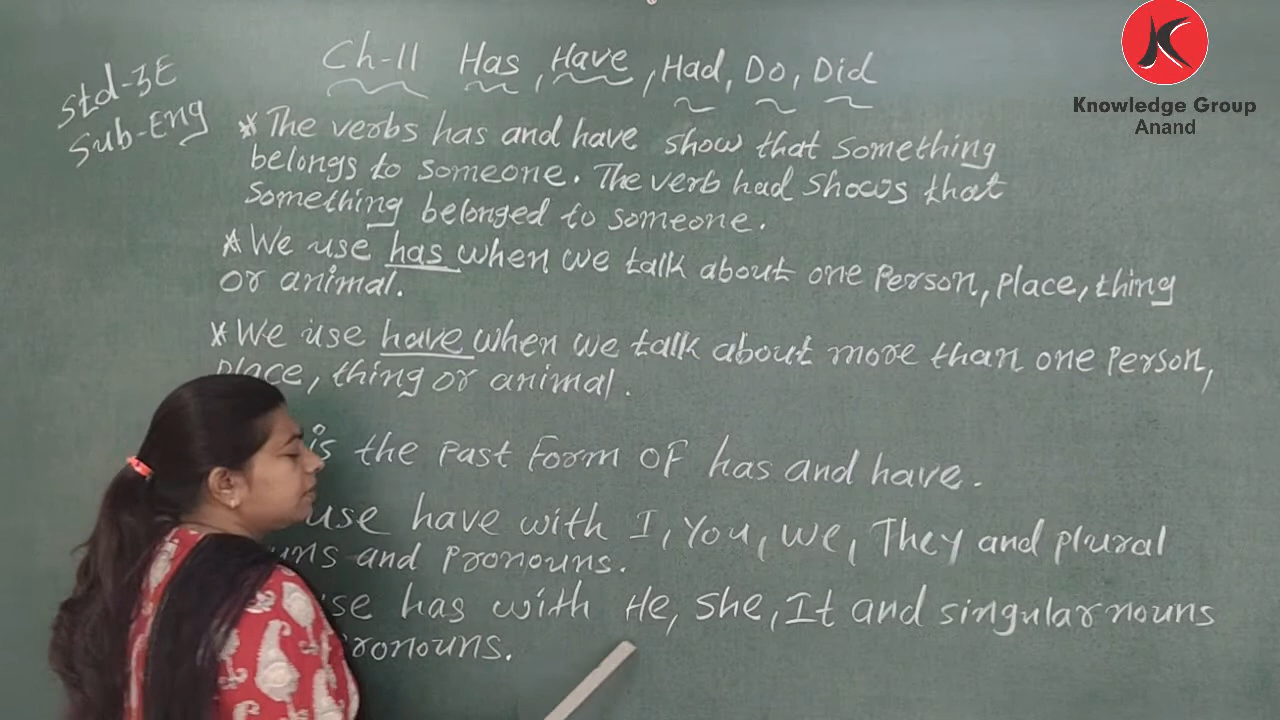 Std-3E
Sub-Eng
Ch-11 Has, Have, Had, Do, Did
* The verbs has and have show that something
belongs to someone. The verb had shows that
something belonged to someone.
* We use has when we talk about one Person, place, thing
or animal.
* We use have when we talk about more than one person,
place, thing or animal.
is the past form of has and have.
use have with I, You, We, They and plural
and pronouns.
has with He, She, It and singular nouns
K
Knowledge Group
Anand